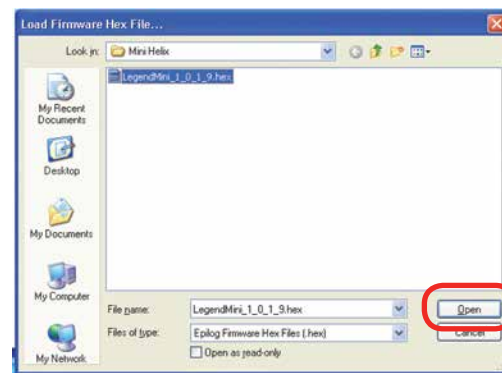 Load Firmware Hex File...
Look in: Mini Helix
LegendMini_1_0_1_9.hex
My Recent
Documents
Desktop
My Documents
My Computer
My Network
File name: LegendMini_1_0_1_9.hex Open
Files of type: Epilog Firmware Hex Files (.hex) Cancel
Open as read-only